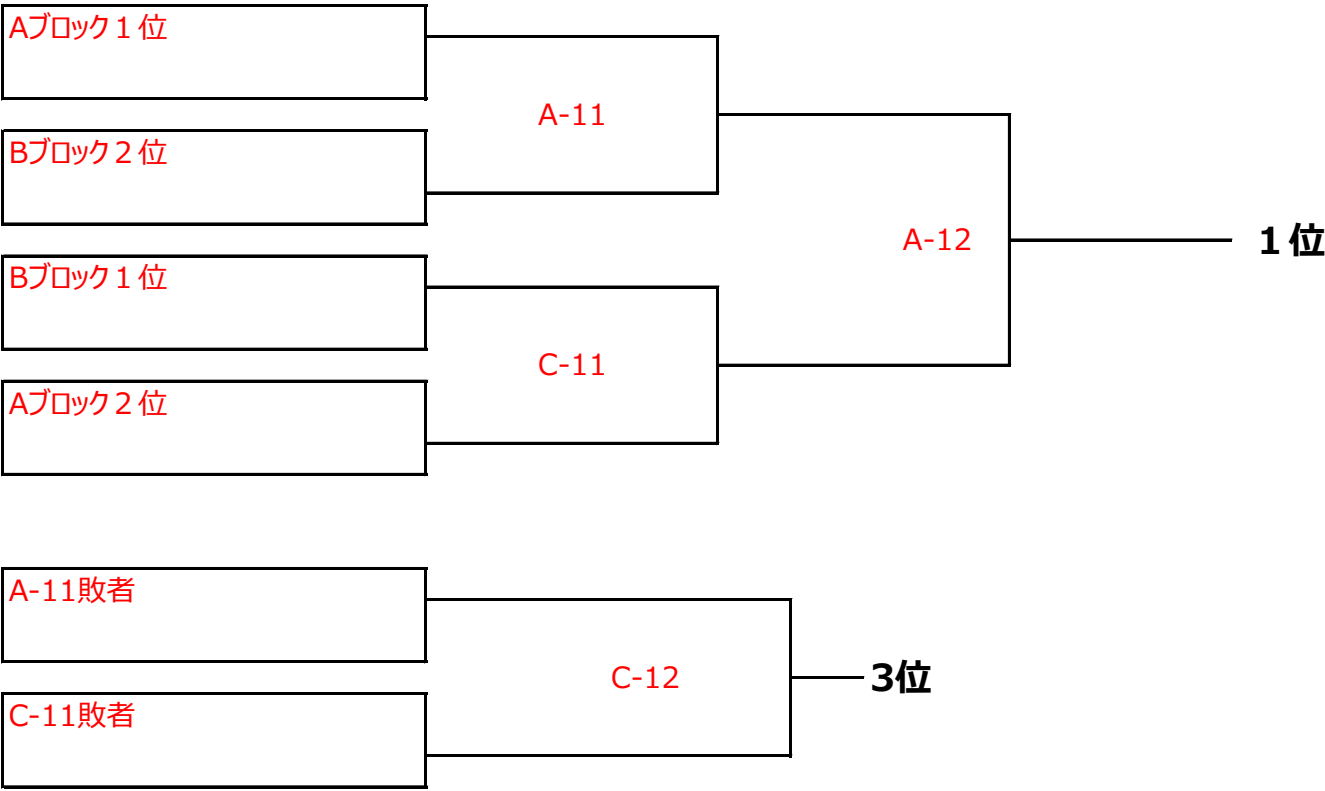 Aブロック１位
A-11
Bブロック２位
A-12
１位
Bブロック１位
C-11
Aブロック２位
A-11敗者
C-12
3位
C-11敗者